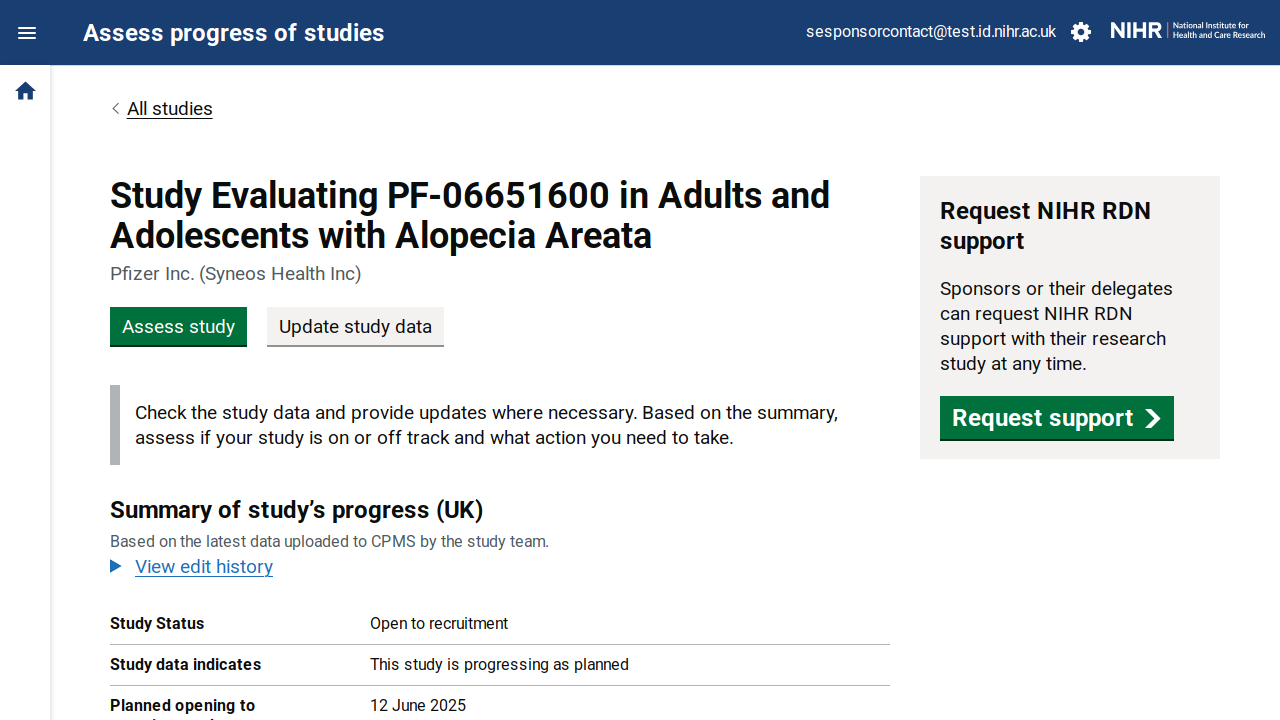 Assess progress of studies
sesponsorcontact@test.id.nihr.ac.uk
NIHR
National Institute for
Health and Care Research
All studies
Study Evaluating PF-06651600 in Adults and
Adolescents with Alopecia Areata
Pfizer Inc. (Syneos Health Inc)
Assess study
Update study data
Check the study data and provide updates where necessary. Based on the summary,
assess if your study is on or off track and what action you need to take.
Summary of study’s progress (UK)
Based on the latest data uploaded to CPMS by the study team.
View edit history
Study Status
Open to recruitment
Study data indicates
This study is progressing as planned
Planned opening to
12 June 2025
Request NIHR RDN
support
Sponsors or their delegates
can request NIHR RDN
support with their research
study at any time.
Request support